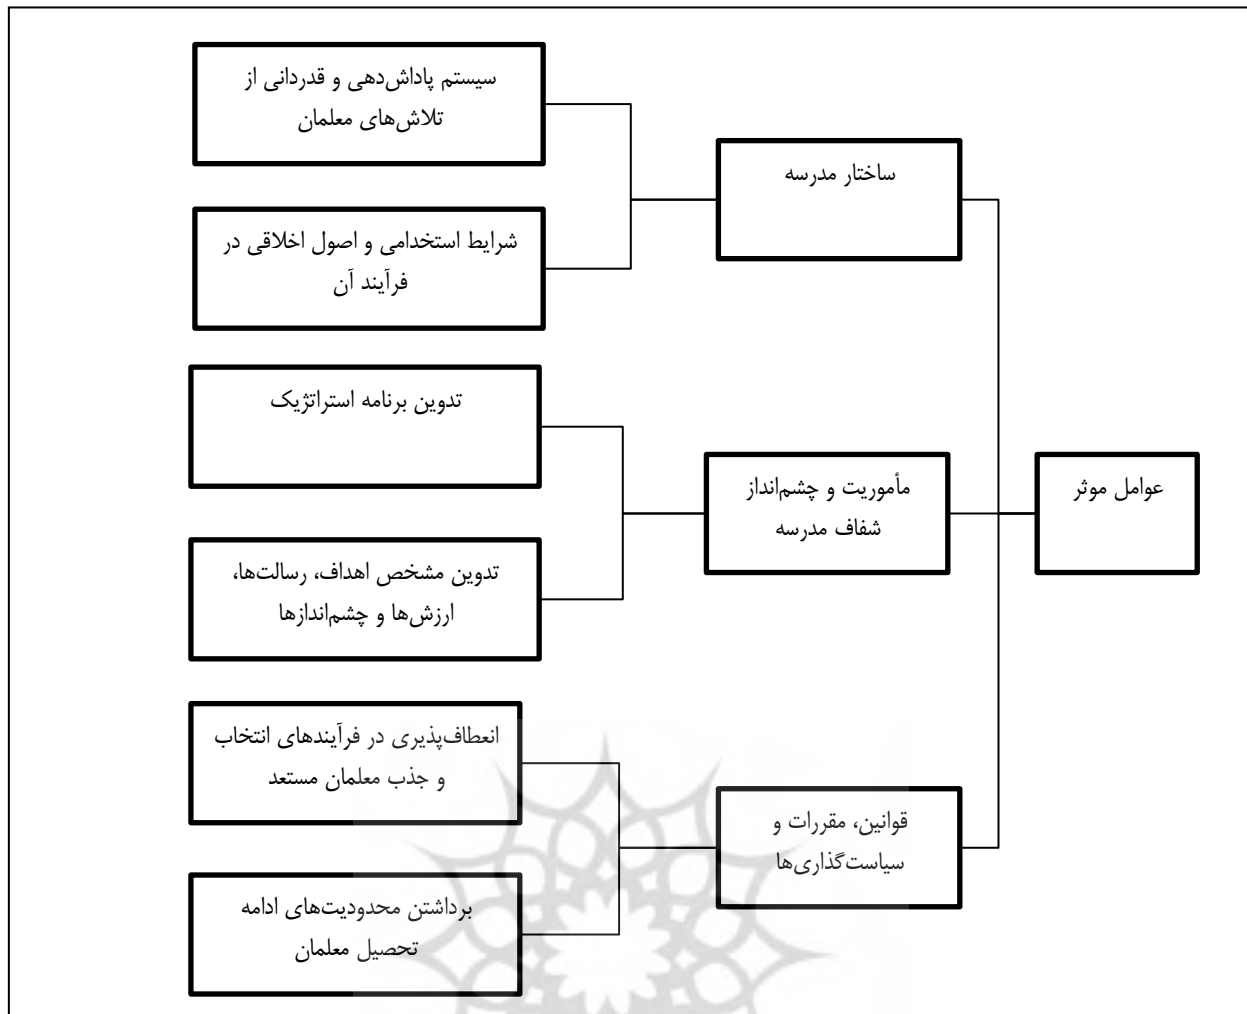 عوامل موثر
ساختار مدرسه
سیستم پاداش‌دهی و قدردانی از
تلاش‌های معلمان
شرایط استخدامی و اصول اخلاقی در
فرآیند آن
مأموریت و چشم‌انداز
شفاف مدرسه
تدوین برنامه استراتژیک
تدوین مشخص اهداف، رسالت‌ها،
ارزش‌ها و چشم‌اندازها
قوانین، مقررات و
سیاست‌گذاری‌ها
انعطاف‌پذیری در فرآیندهای انتخاب
و جذب معلمان مستعد
برداشتن محدودیت‌های ادامه
تحصیل معلمان